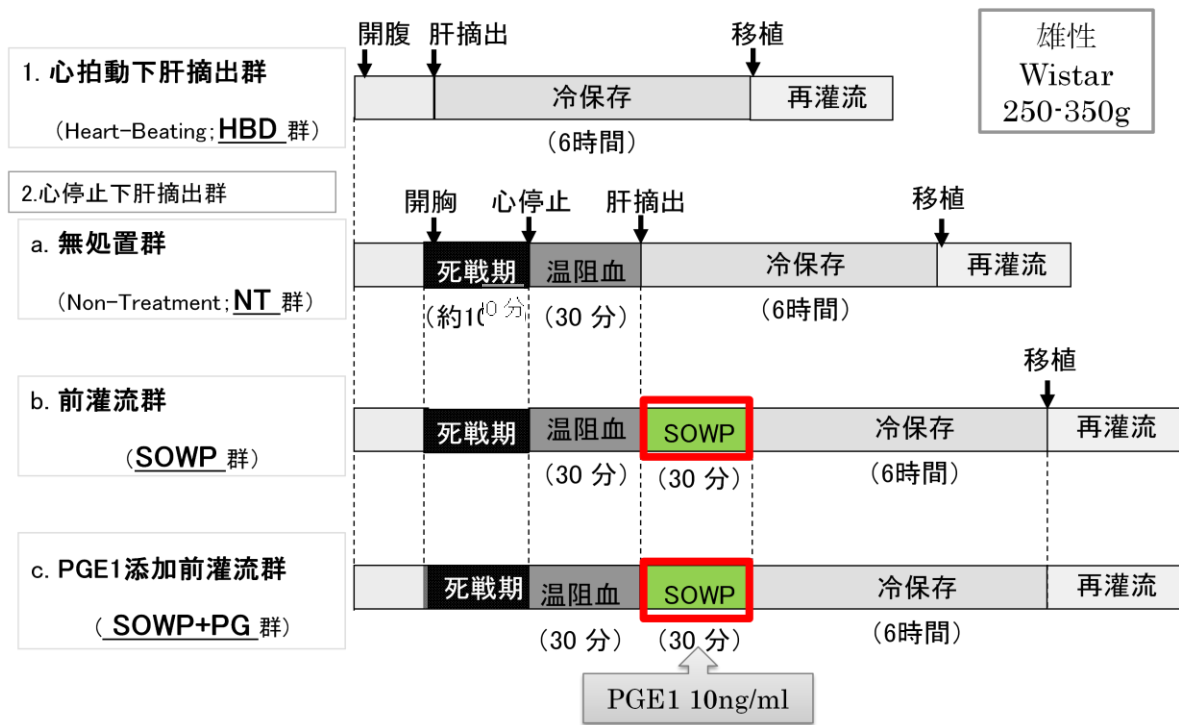 開腹 肝摘出 移植
雄性
Wistar
250-350g
1. 心拍動下肝摘出群
(Heart-Beating; HBD 群)
冷保存 再灌流
(6時間)
2.心停止下肝摘出群
開胸 心停止 肝摘出 移植
a. 無処置群
(Non-Treatment; NT 群)
死戦期 温阻血 冷保存 再灌流
(約10 分) (30 分) (6時間)
移植
b. 前灌流群
(SOWP 群)
死戦期 温阻血 SOWP 冷保存 再灌流
(30 分) (30 分) (6時間)
c. PGE1添加前灌流群
( SOWP+PG 群)
死戦期 温阻血 SOWP 冷保存 再灌流
(30 分) (30 分) (6時間)
PGE1 10ng/ml